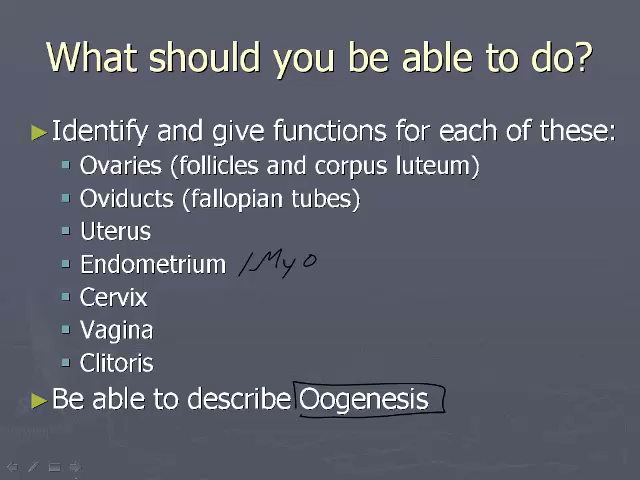 What should you be able to do?
► Identify and give functions for each of these:
▪ Ovaries (follicles and corpus luteum)
▪ Oviducts (fallopian tubes)
▪ Uterus
▪ Endometrium /Myo
▪ Cervix
▪ Vagina
▪ Clitoris
► Be able to describe Oogenesis